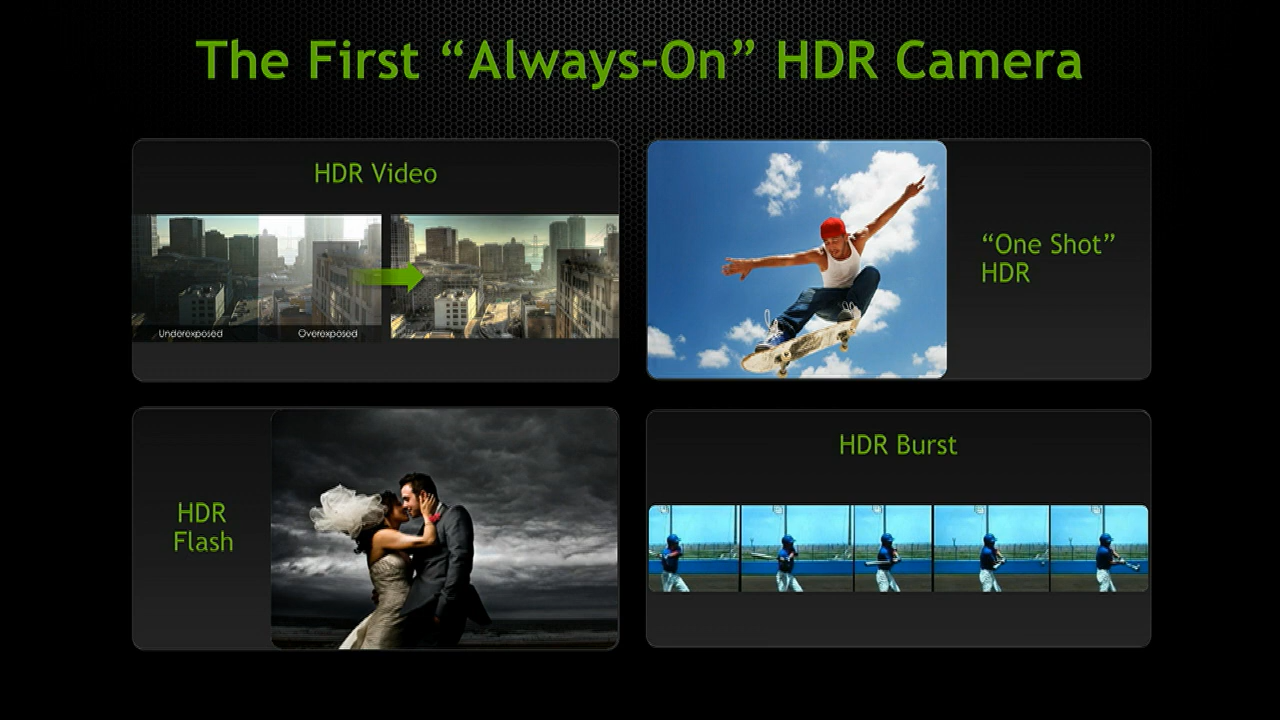 The First “Always-On” HDR Camera
HDR Video
Underexposed
Overexposed
“One Shot”
HDR
HDR
Flash
HDR Burst